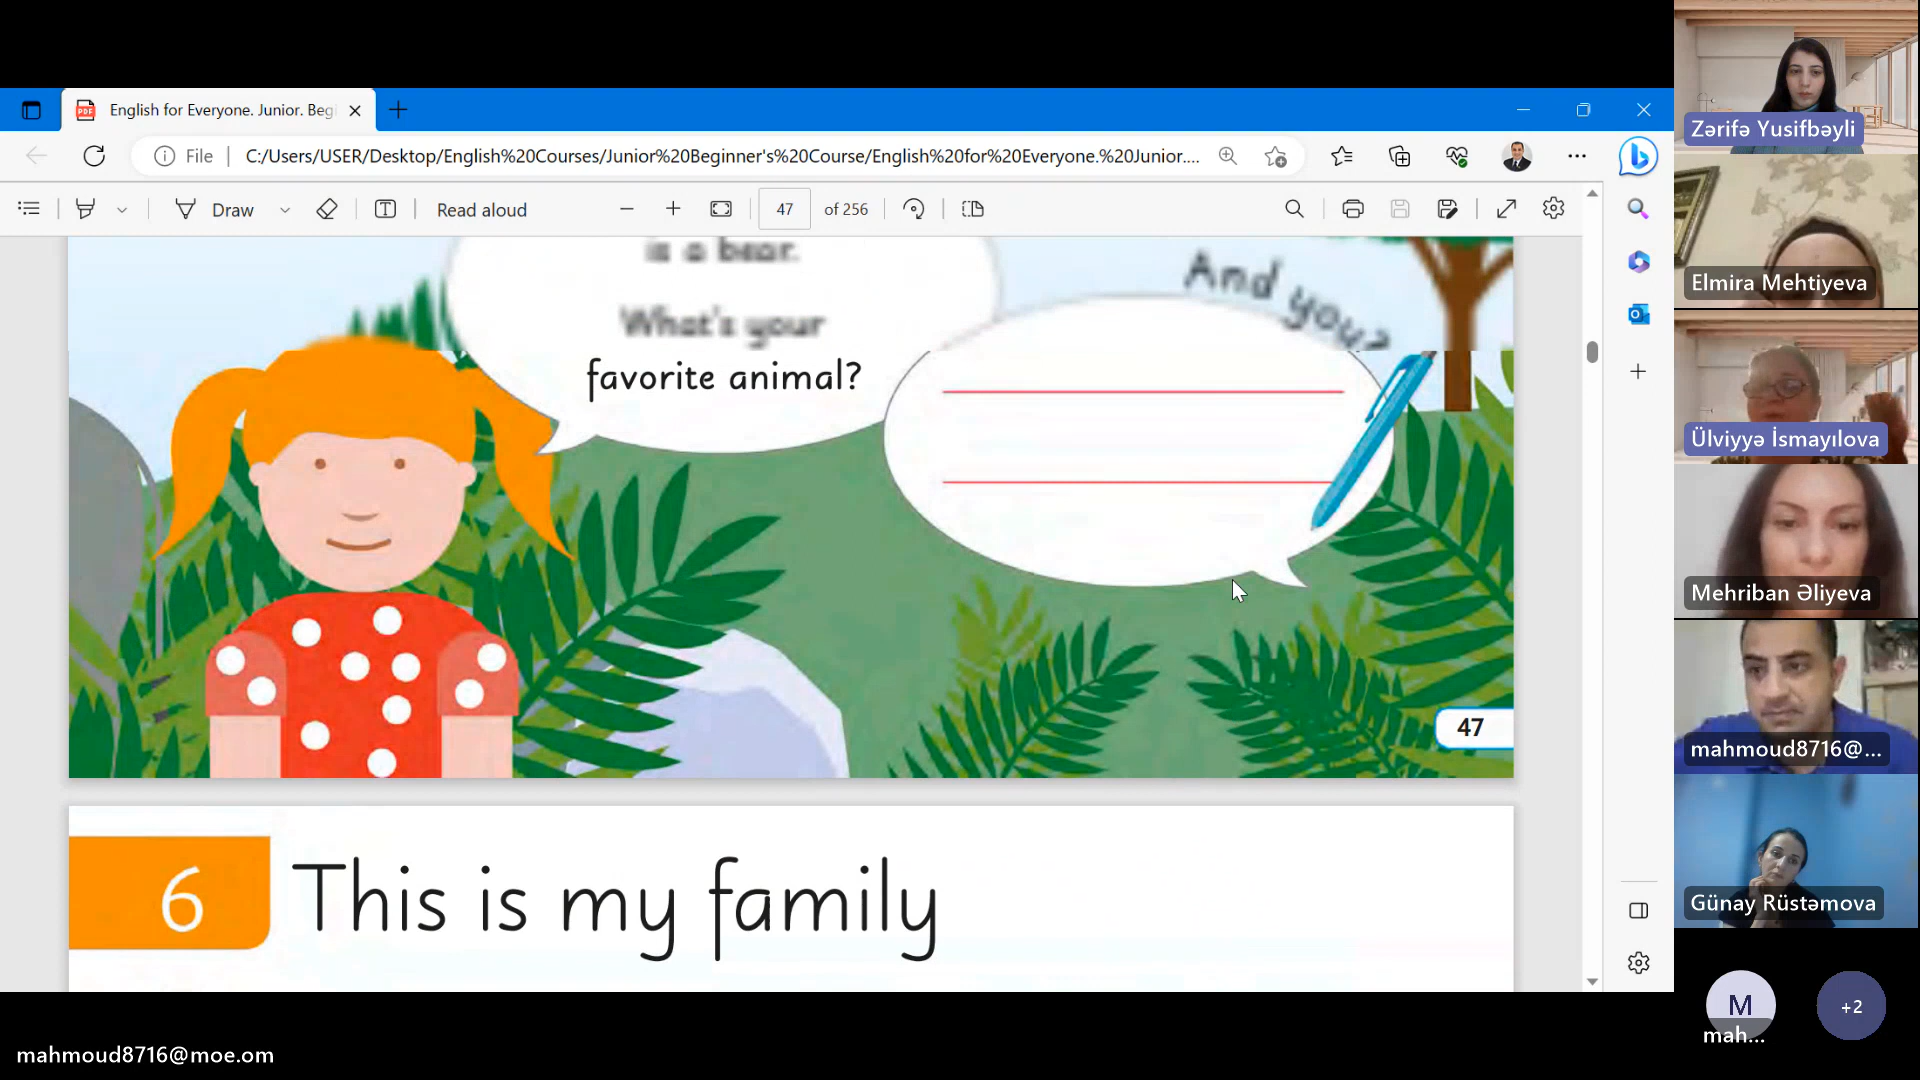 English for Everyone. Junior. Beg
File
C:/Users/USER/Desktop/English%20Courses/Junior%20Beginner's%20Course/English%20for%20Everyone.%20Junior....
Draw
Read aloud
47
of 256
is a bear.
What's your
favorite animal?
And you?
47
6
This is my family
Zərifə Yusifbəyli
Elmira Mehtiyeva
Ülviyyə İsmayılova
Mehriban Əliyeva
mahmoud8716@...
Günay Rüstəmova
M
mah...
+2
mahmoud8716@moe.om